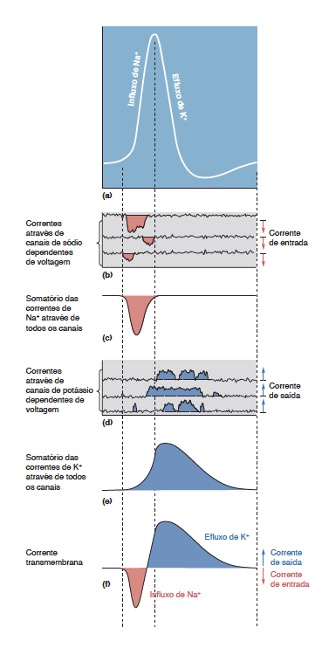 Influxo de Na⁺
Efluxo de K⁺
(a)
Correntes
através de
canais de sódio
dependentes
de voltagem
Corrente
de entrada
(b)
Somatório das
correntes de
Na⁺ através de
todos os canais
(c)
Correntes
através de
canais de potássio
dependentes de
voltagem
Corrente
de saída
(d)
Somatório das
correntes de K⁺
através de todos
os canais
(e)
Corrente
transmembrana
Efluxo de K⁺
Corrente
de saída
Corrente
de entrada
(f)
Influxo de Na⁺